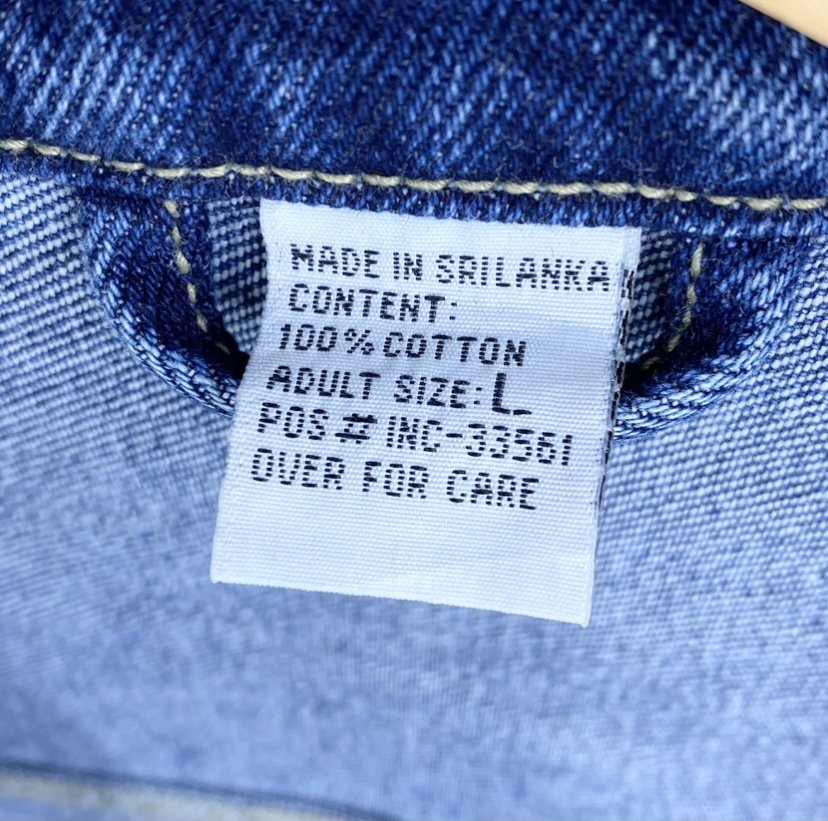 MADE IN SRILANKA
CONTENT:
100% COTTON
ADULT SIZE: L
POS # INC-33561
OVER FOR CARE